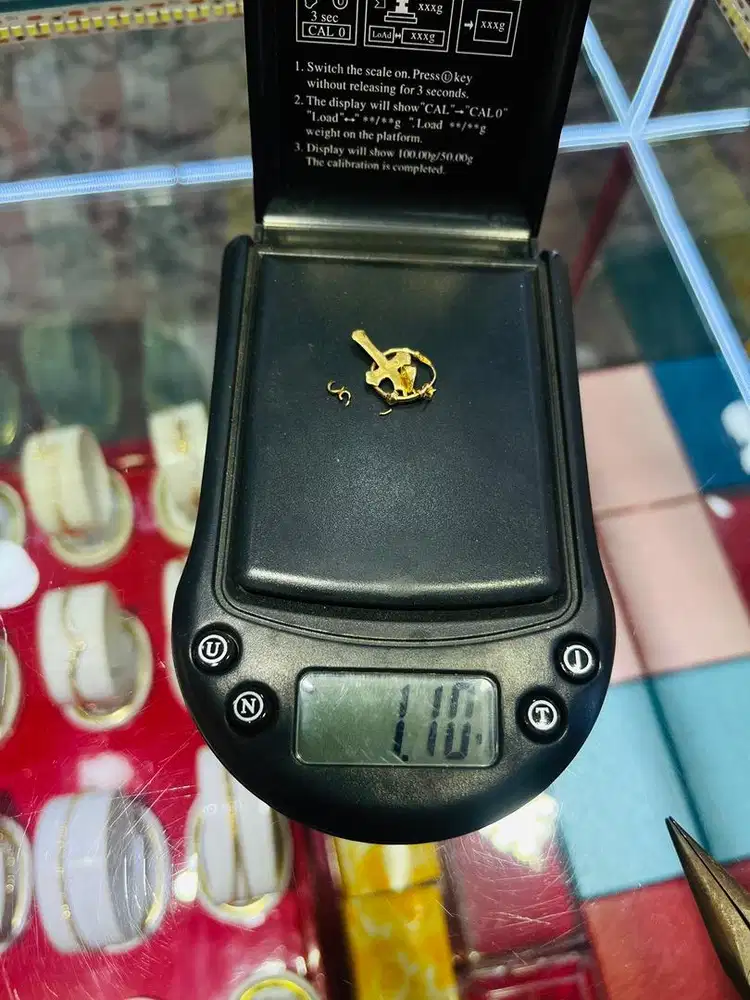 3 sec
CAL 0
xxxg
LoAd ↔ xxxg
→ xxxg
1. Switch the scale on. Press Ⓤ key
without releasing for 3 seconds.
2. The display will show "CAL"→"CAL 0"
"Load"↔" **/**g ". Load **/**g
weight on the platform.
3. Display will show 100.00g/50.00g
The calibration is completed.
U
N
T